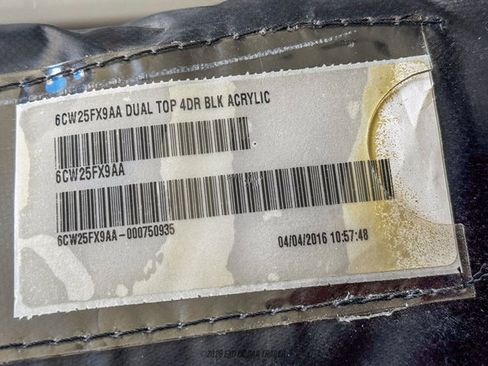 6CW25FX9AA DUAL TOP 4DR BLK ACRYLIC
6CW25FX9AA
6CW25FX9AA-000750935
04/04/2016 10:57:48